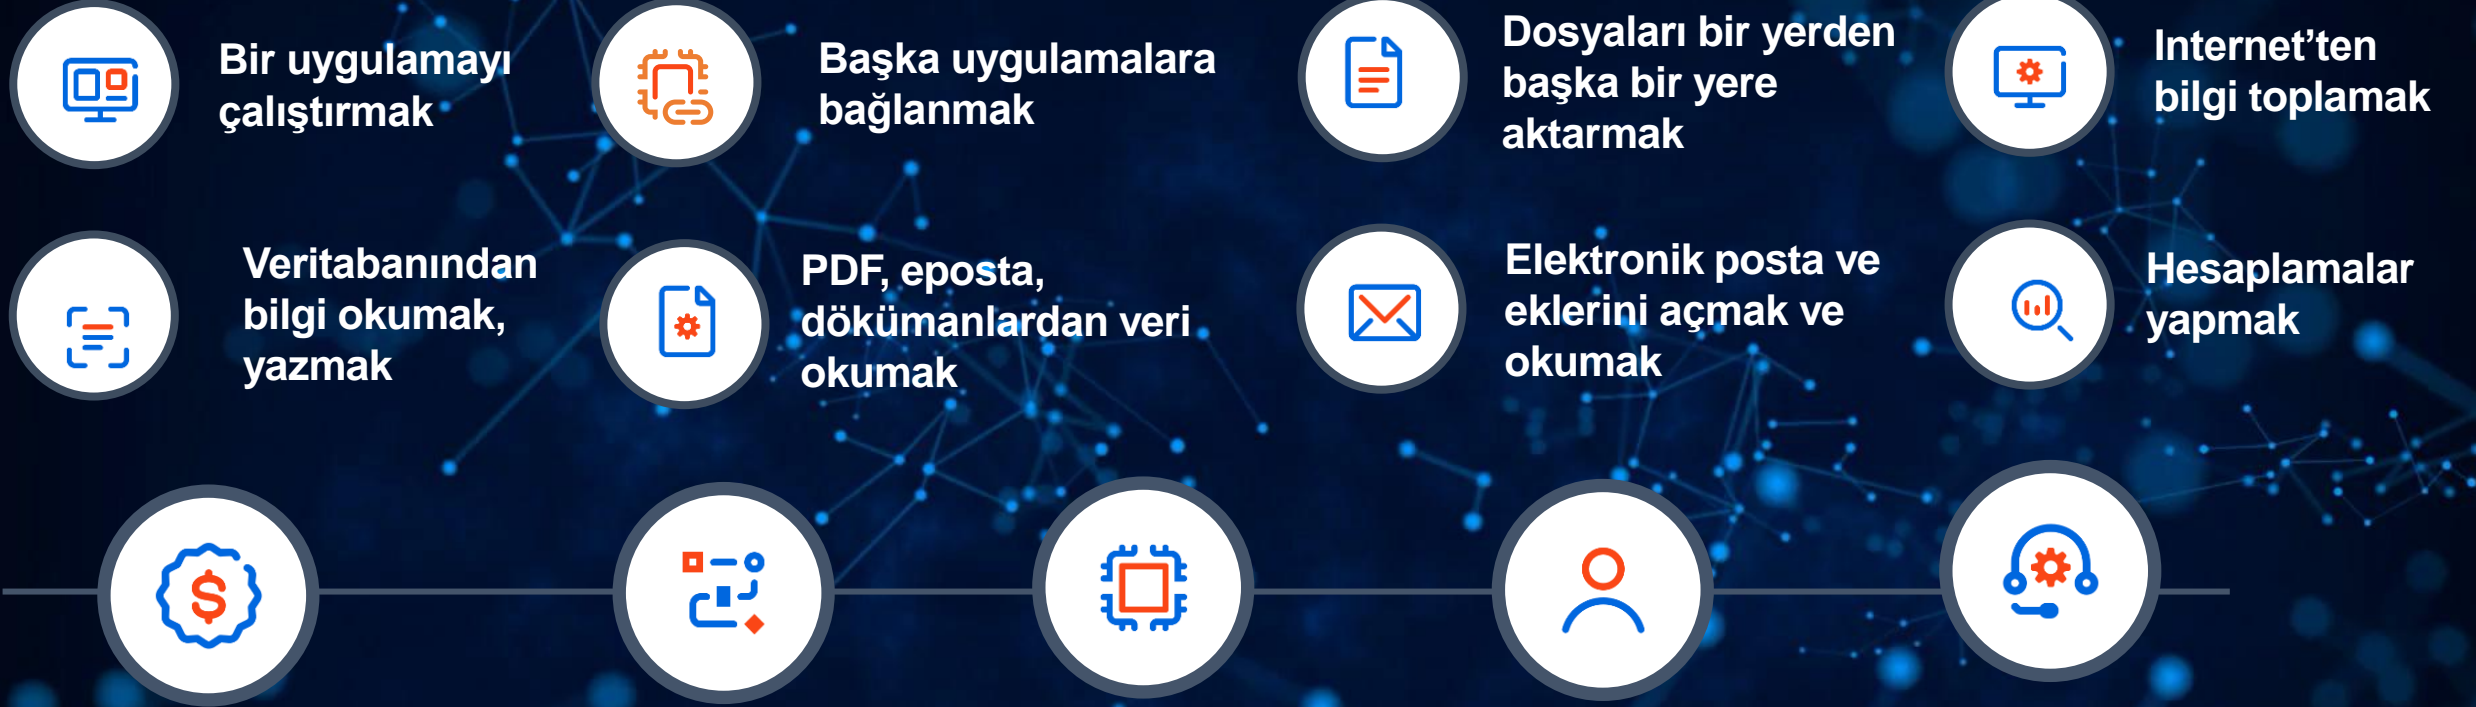 Bir uygulamayı
çalıştırmak
Başka uygulamalara
bağlanmak
Dosyaları bir yerden
başka bir yere
aktarmak
Internet’ten
bilgi toplamak
Veritabanından
bilgi okumak,
yazmak
PDF, eposta,
dökümanlardan veri
okumak
Elektronik posta ve
eklerini açmak ve
okumak
Hesaplamalar
yapmak
$